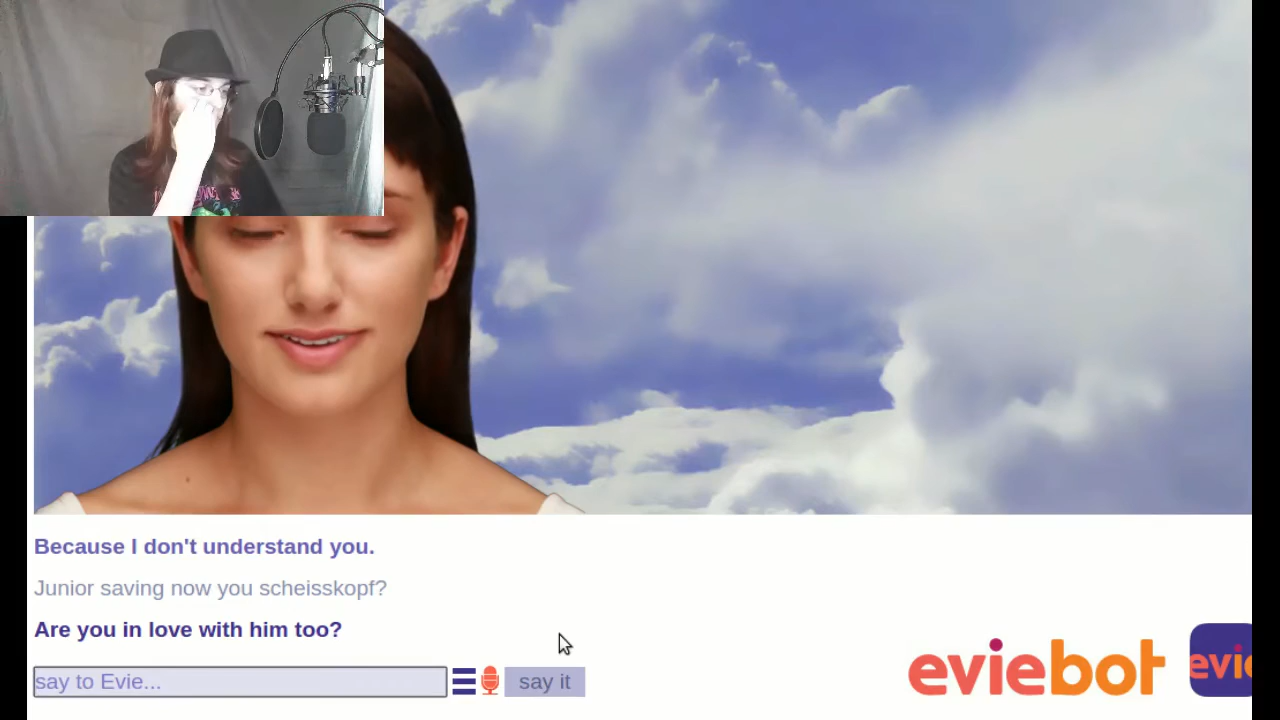 Because I don't understand you.
Junior saving now you scheisskopf?
Are you in love with him too?
say to Evie...
say it
eviebot